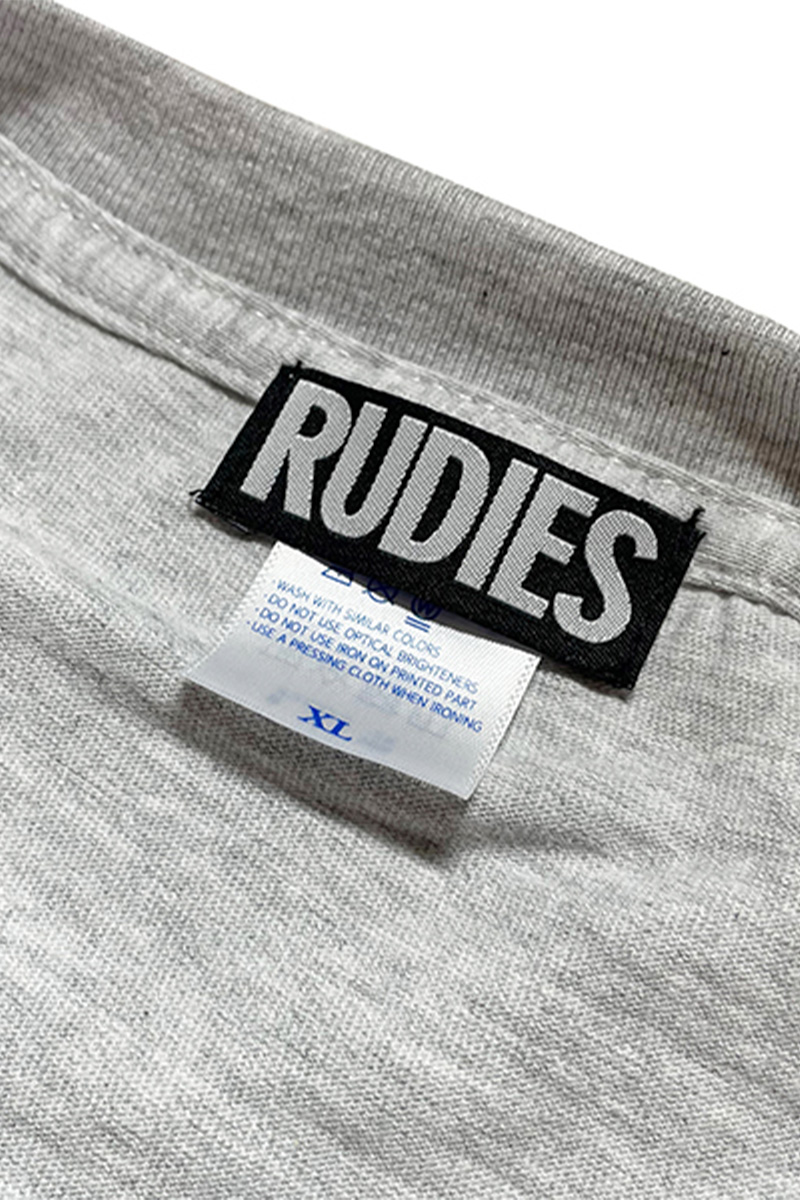 RUDIES
· WASH WITH SIMILAR COLORS
· DO NOT USE OPTICAL BRIGHTENERS
· DO NOT USE IRON ON PRINTED PART
· USE A PRESSING CLOTH WHEN IRONING
XL